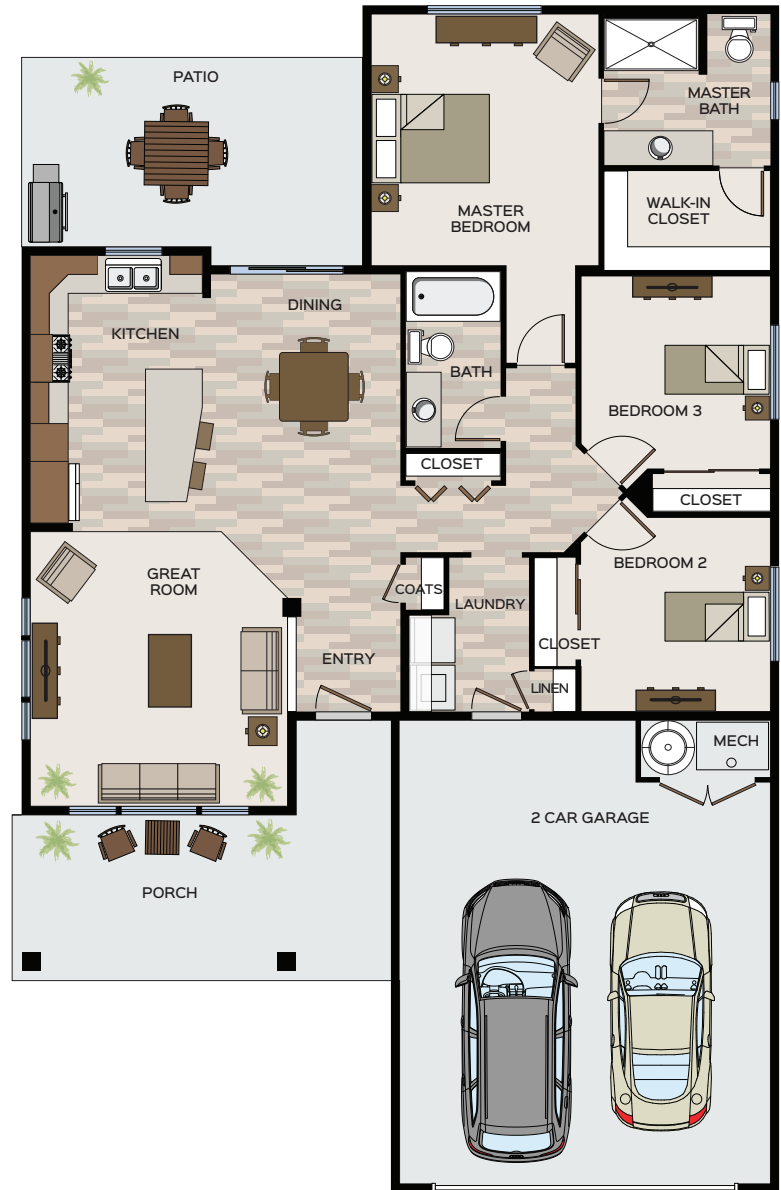 PATIO
MASTER
BATH
WALK-IN
CLOSET
MASTER
BEDROOM
DINING
KITCHEN
BATH
BEDROOM 3
CLOSET
CLOSET
BEDROOM 2
GREAT
ROOM
COATS
LAUNDRY
CLOSET
ENTRY
LINEN
MECH
2 CAR GARAGE
PORCH